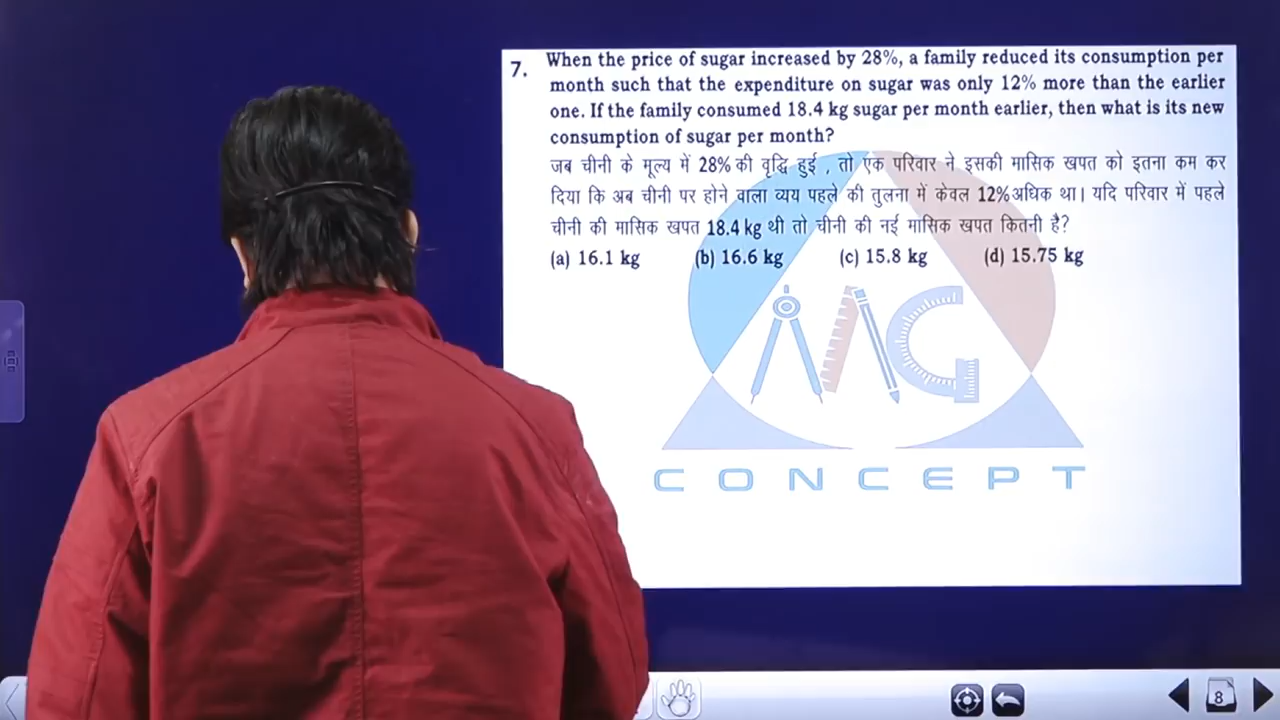 7. When the price of sugar increased by 28%, a family reduced its consumption per
month such that the expenditure on sugar was only 12% more than the earlier
one. If the family consumed 18.4 kg sugar per month earlier, then what is its new
consumption of sugar per month?
जब चीनी के मूल्य में 28% की वृद्धि हुई , तो एक परिवार ने इसकी मासिक खपत को इतना कम कर
दिया कि अब चीनी पर होने वाला व्यय पहले की तुलना में केवल 12% अधिक था। यदि परिवार में पहले
चीनी की मासिक खपत 18.4 kg थी तो चीनी की नई मासिक खपत कितनी है?
(a) 16.1 kg (b) 16.6 kg (c) 15.8 kg (d) 15.75 kg
MG
CONCEPT
8